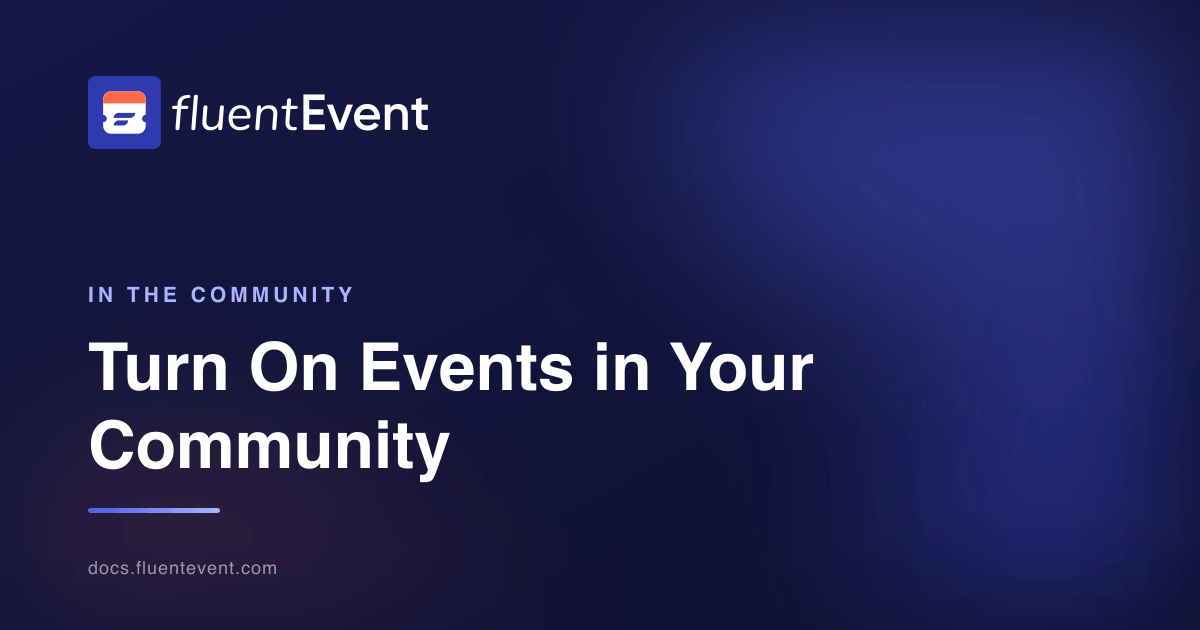 fluentEvent
IN THE COMMUNITY
Turn On Events in Your
Community
docs.fluentevent.com